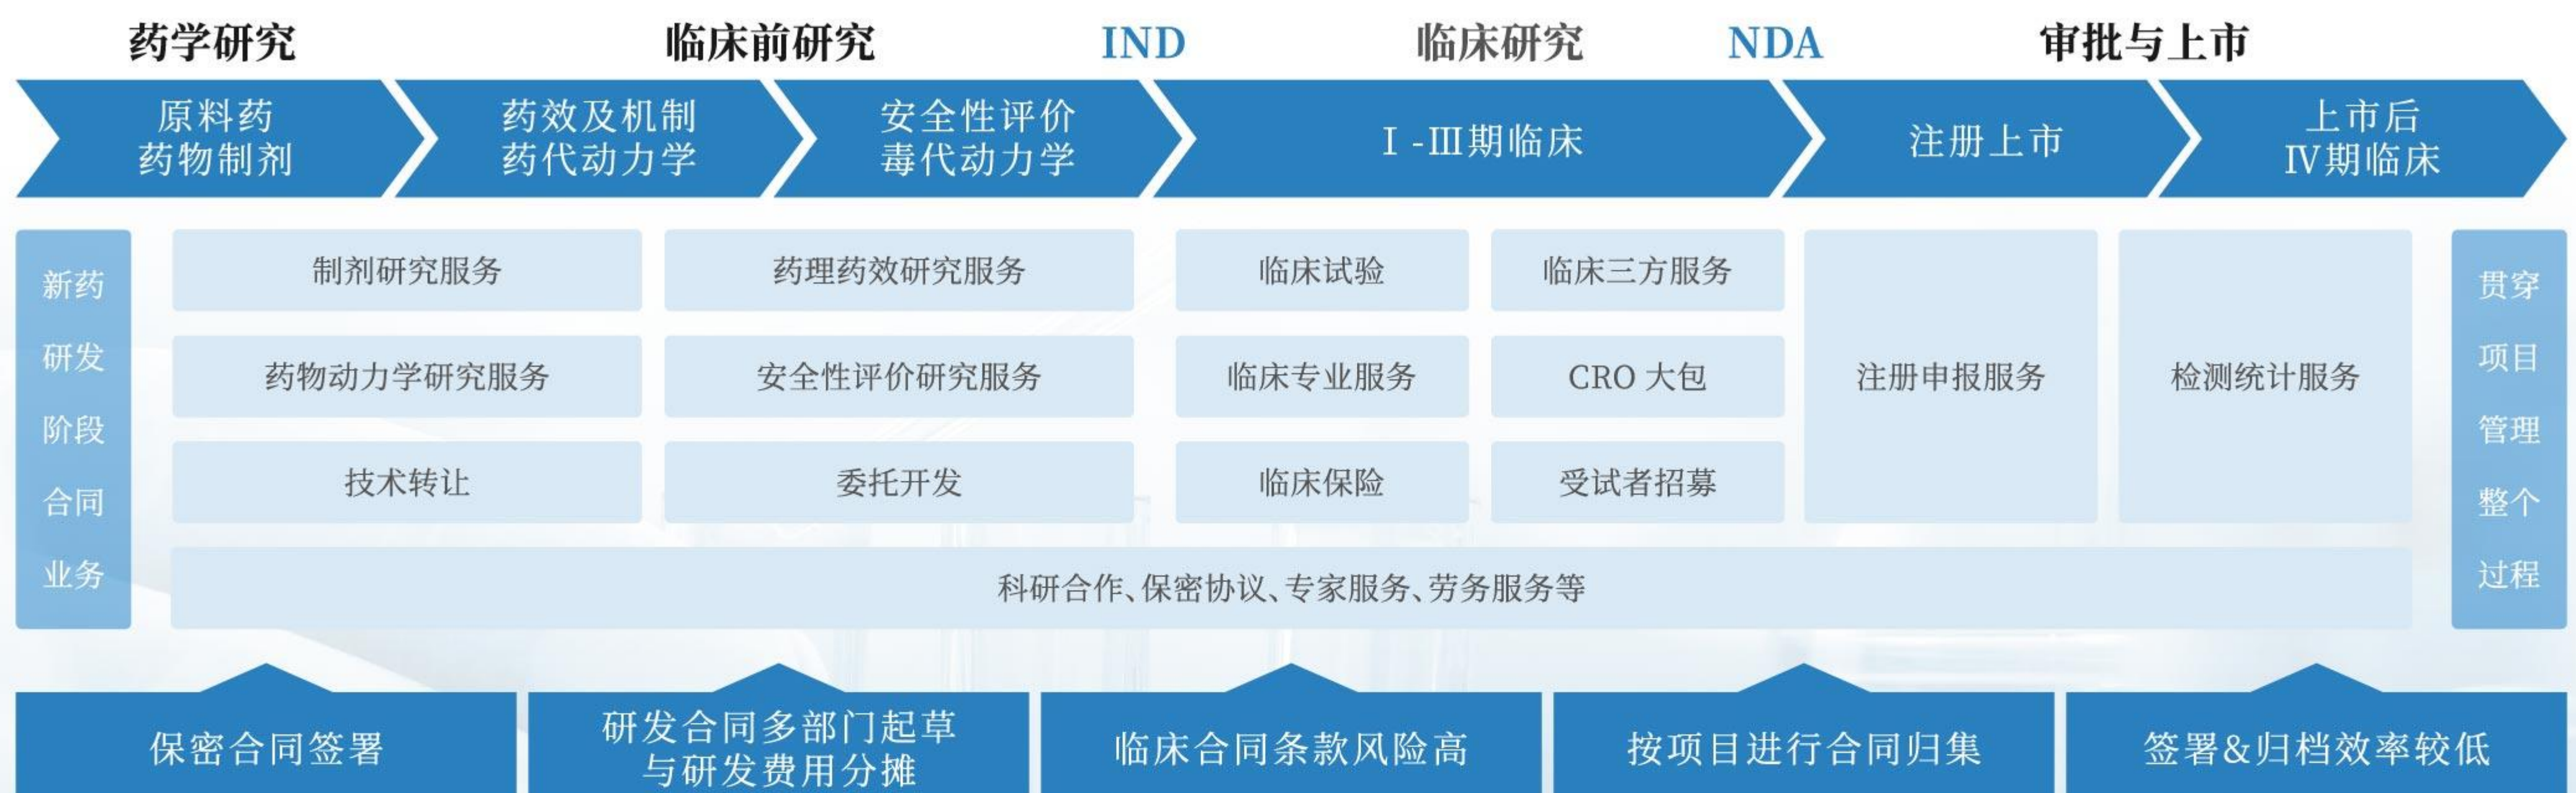 药学研究
临床前研究
IND
临床研究
NDA
审批与上市
原料药
药物制剂
药效及机制
药代动力学
安全性评价
毒代动力学
Ⅰ-Ⅲ期临床
注册上市
上市后
Ⅳ期临床
新药
研发
阶段
合同
业务
制剂研究服务
药理药效研究服务
临床试验
临床三方服务
药物动力学研究服务
安全性评价研究服务
临床专业服务
CRO 大包
注册申报服务
检测统计服务
技术转让
委托开发
临床保险
受试者招募
科研合作、保密协议、专家服务、劳务服务等
贯穿
项目
管理
整个
过程
保密合同签署
研发合同多部门起草
与研发费用分摊
临床合同条款风险高
按项目进行合同归集
签署&归档效率较低